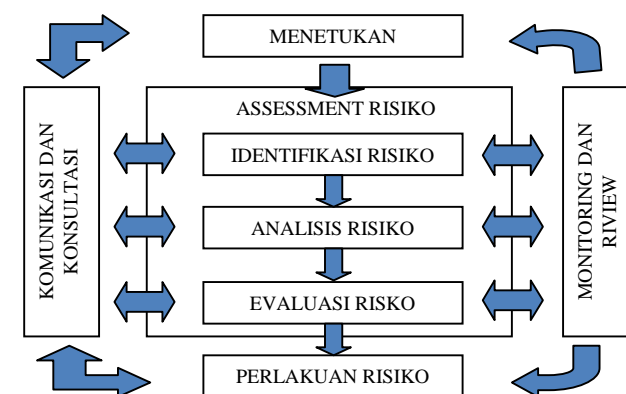 MENETUKAN
ASSESSMENT RISIKO
IDENTIFIKASI RISIKO
ANALISIS RISIKO
EVALUASI RISKO
PERLAKUAN RISIKO
KOMUNIKASI DAN
KONSULTASI
MONITORING DAN
RIVIEW